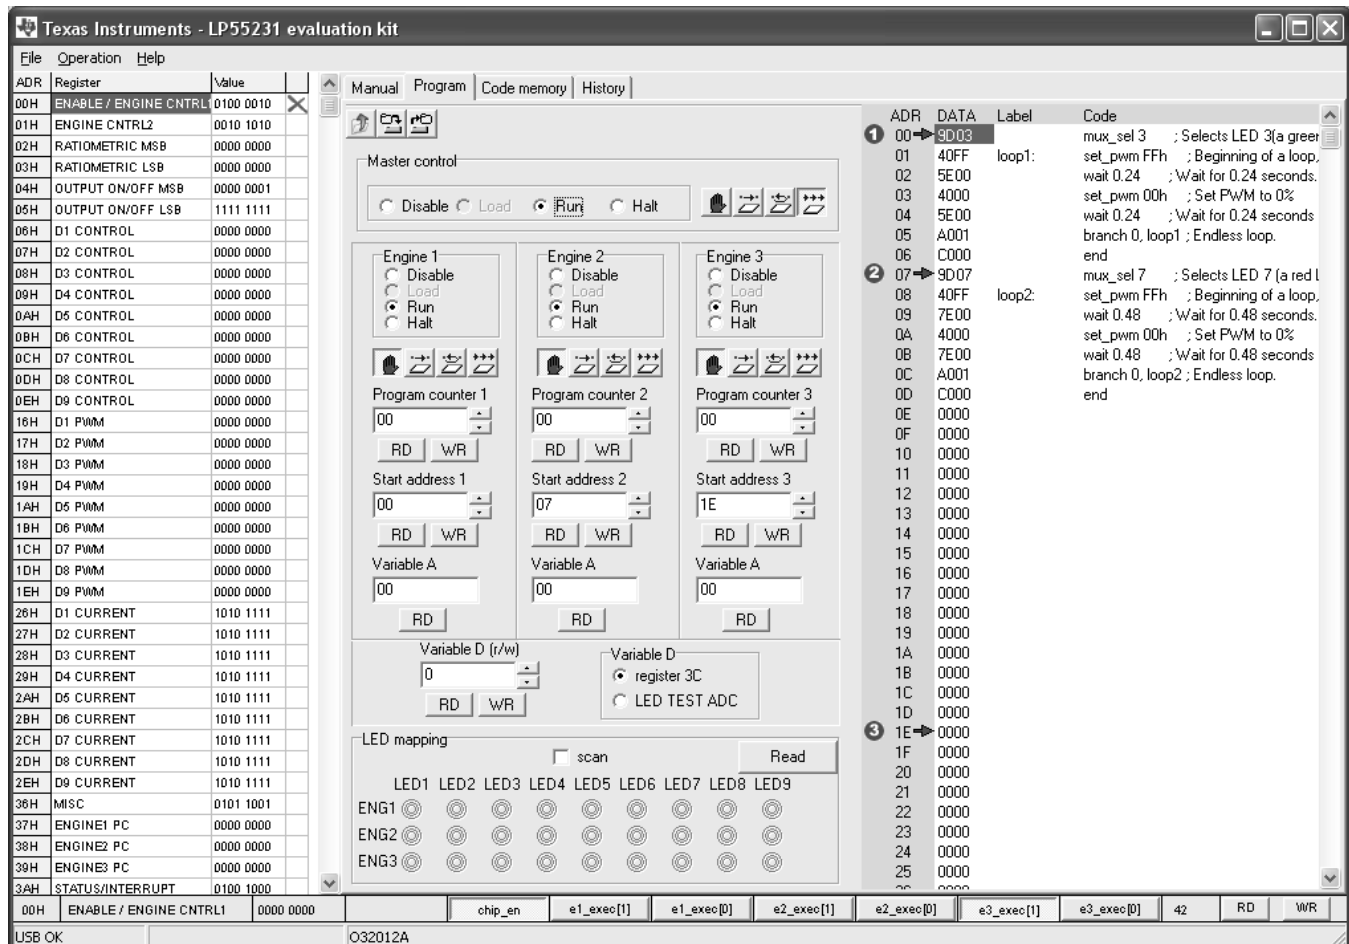 Texas Instruments - LP55231 evaluation kit
File Operation Help
ADR Register Value
00H ENABLE / ENGINE CNTRL1 0100 0010
01H ENGINE CNTRL2 0010 1010
02H RATIOMETRIC MSB 0000 0000
03H RATIOMETRIC LSB 0000 0000
04H OUTPUT ON/OFF MSB 0000 0001
05H OUTPUT ON/OFF LSB 1111 1111
06H D1 CONTROL 0000 0000
07H D2 CONTROL 0000 0000
08H D3 CONTROL 0000 0000
09H D4 CONTROL 0000 0000
0AH D5 CONTROL 0000 0000
0BH D6 CONTROL 0000 0000
0CH D7 CONTROL 0000 0000
0DH D8 CONTROL 0000 0000
0EH D9 CONTROL 0000 0000
16H D1 PWM 0000 0000
17H D2 PWM 0000 0000
18H D3 PWM 0000 0000
19H D4 PWM 0000 0000
1AH D5 PWM 0000 0000
1BH D6 PWM 0000 0000
1CH D7 PWM 0000 0000
1DH D8 PWM 0000 0000
1EH D9 PWM 0000 0000
26H D1 CURRENT 1010 1111
27H D2 CURRENT 1010 1111
28H D3 CURRENT 1010 1111
29H D4 CURRENT 1010 1111
2AH D5 CURRENT 1010 1111
2BH D6 CURRENT 1010 1111
2CH D7 CURRENT 1010 1111
2DH D8 CURRENT 1010 1111
2EH D9 CURRENT 1010 1111
36H MISC 0101 1001
37H ENGINE1 PC 0000 0000
38H ENGINE2 PC 0000 0000
39H ENGINE3 PC 0000 0000
3AH STATUS/INTERRUPT 0100 1000
Manual Program Code memory History
Master control
Disable Load Run Halt
Engine 1 Engine 2 Engine 3
Disable Disable Disable
Load Load Load
Run Run Run
Halt Halt Halt
Program counter 1 Program counter 2 Program counter 3
00 00 00
RD WR RD WR RD WR
Start address 1 Start address 2 Start address 3
00 07 1E
RD WR RD WR RD WR
Variable A Variable A Variable A
00 00 00
RD RD RD
Variable D (r/w) Variable D
0 register 3C
RD WR LED TEST ADC
LED mapping
scan Read
LED1 LED2 LED3 LED4 LED5 LED6 LED7 LED8 LED9
ENG1
ENG2
ENG3
ADR DATA Label Code
1 00 9D03 mux_sel 3 ; Selects LED 3(a green
01 40FF loop1: set_pwm FFh ; Beginning of a loop,
02 5E00 wait 0.24 ; Wait for 0.24 seconds.
03 4000 set_pwm 00h ; Set PWM to 0%
04 5E00 wait 0.24 ; Wait for 0.24 seconds
05 A001 branch 0, loop1 ; Endless loop.
06 C000 end
2 07 9D07 mux_sel 7 ; Selects LED 7 (a red L
08 40FF loop2: set_pwm FFh ; Beginning of a loop,
09 7E00 wait 0.48 ; Wait for 0.48 seconds.
0A 4000 set_pwm 00h ; Set PWM to 0%
0B 7E00 wait 0.48 ; Wait for 0.48 seconds
0C A001 branch 0, loop2 ; Endless loop.
0D C000 end
0E 0000
0F 0000
10 0000
11 0000
12 0000
13 0000
14 0000
15 0000
16 0000
17 0000
18 0000
19 0000
1A 0000
1B 0000
1C 0000
1D 0000
3 1E 0000
1F 0000
20 0000
21 0000
22 0000
23 0000
24 0000
25 0000
00H ENABLE / ENGINE CNTRL1 0000 0000 chip_en e1_exec[1] e1_exec[0] e2_exec[1] e2_exec[0] e3_exec[1] e3_exec[0] 42 RD WR
USB OK O32012A